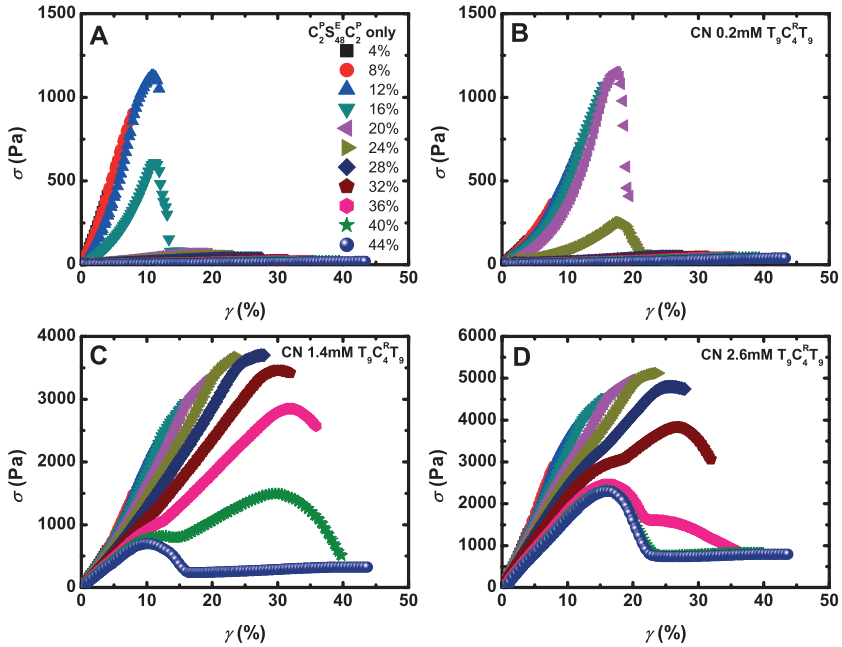 A
C₂ᴾS₄₈ᴱC₂ᴾ only
4%
8%
12%
16%
20%
24%
28%
32%
36%
40%
44%
1500
1000
500
0
0 10 20 30 40 50
σ (Pa)
γ (%)
B
CN 0.2mM T₉C₄ᴿT₉
1500
1000
500
0
0 10 20 30 40 50
σ (Pa)
γ (%)
C
CN 1.4mM T₉C₄ᴿT₉
4000
3000
2000
1000
0
0 10 20 30 40 50
σ (Pa)
γ (%)
D
CN 2.6mM T₉C₄ᴿT₉
6000
5000
4000
3000
2000
1000
0
0 10 20 30 40 50
σ (Pa)
γ (%)